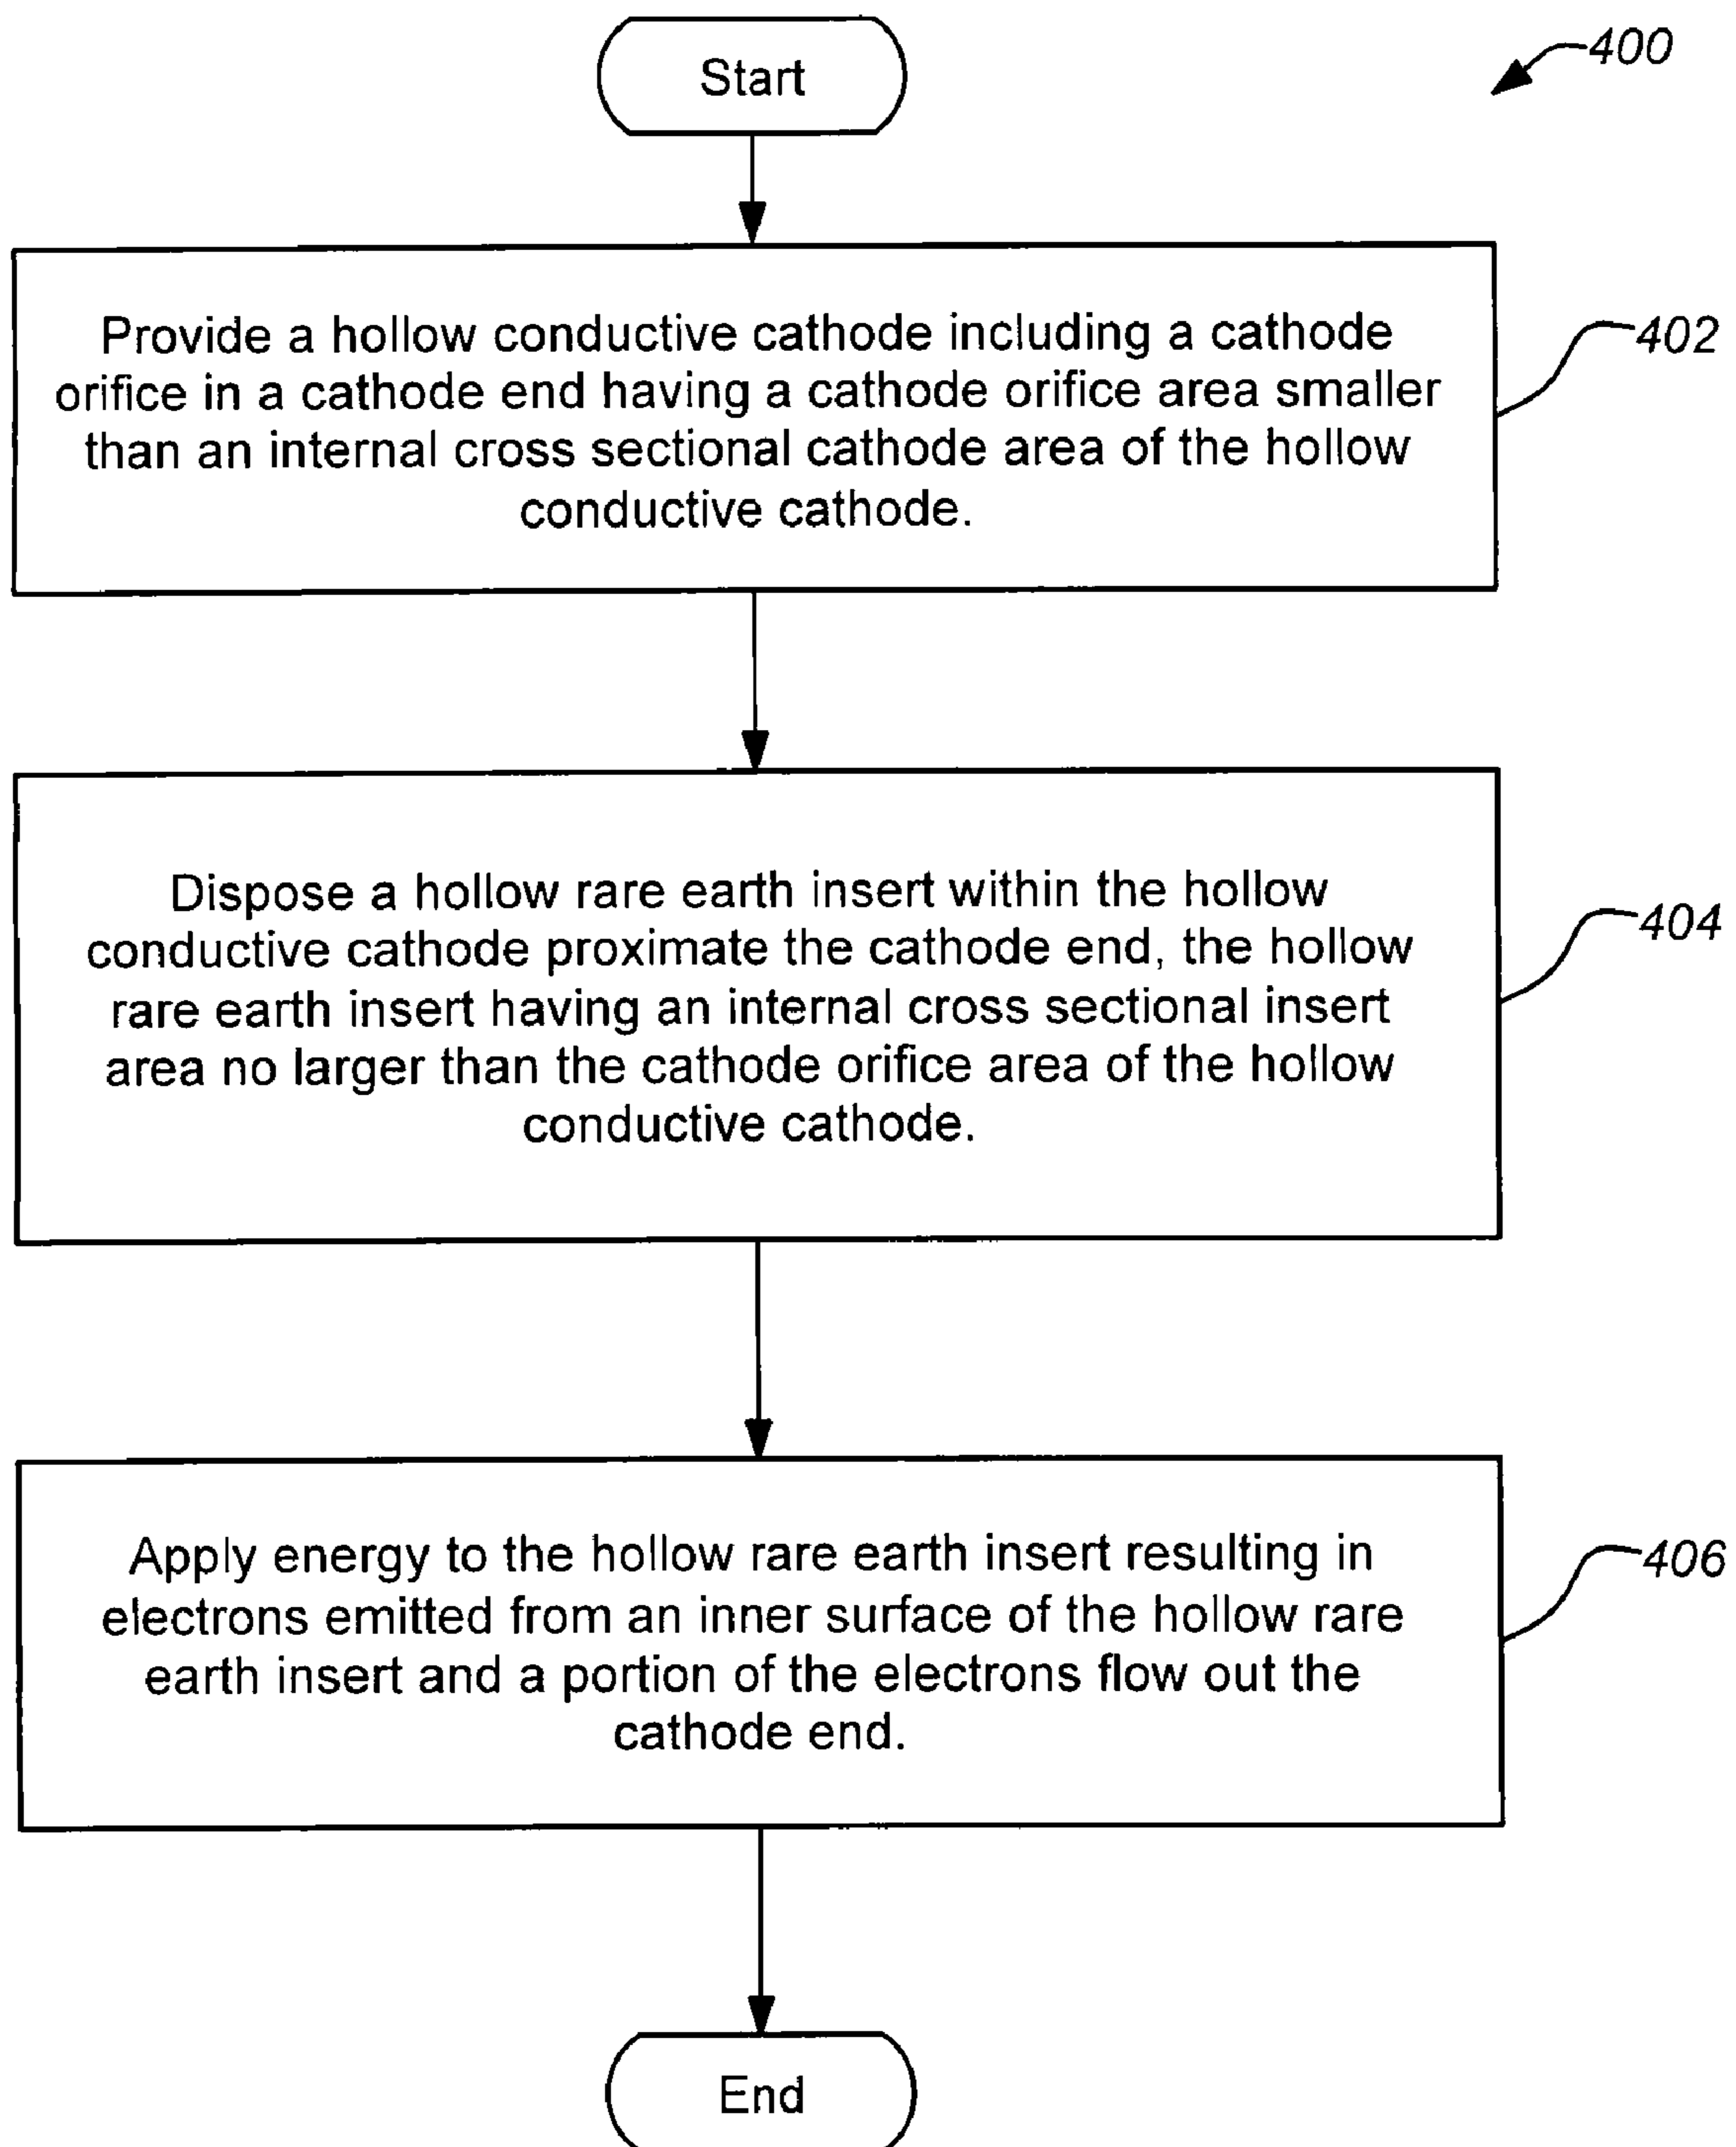 Start
400
Provide a hollow conductive cathode including a cathode
orifice in a cathode end having a cathode orifice area smaller
than an internal cross sectional cathode area of the hollow
conductive cathode.
402
Dispose a hollow rare earth insert within the hollow
conductive cathode proximate the cathode end, the hollow
rare earth insert having an internal cross sectional insert
area no larger than the cathode orifice area of the hollow
conductive cathode.
404
Apply energy to the hollow rare earth insert resulting in
electrons emitted from an inner surface of the hollow rare
earth insert and a portion of the electrons flow out the
cathode end.
406
End